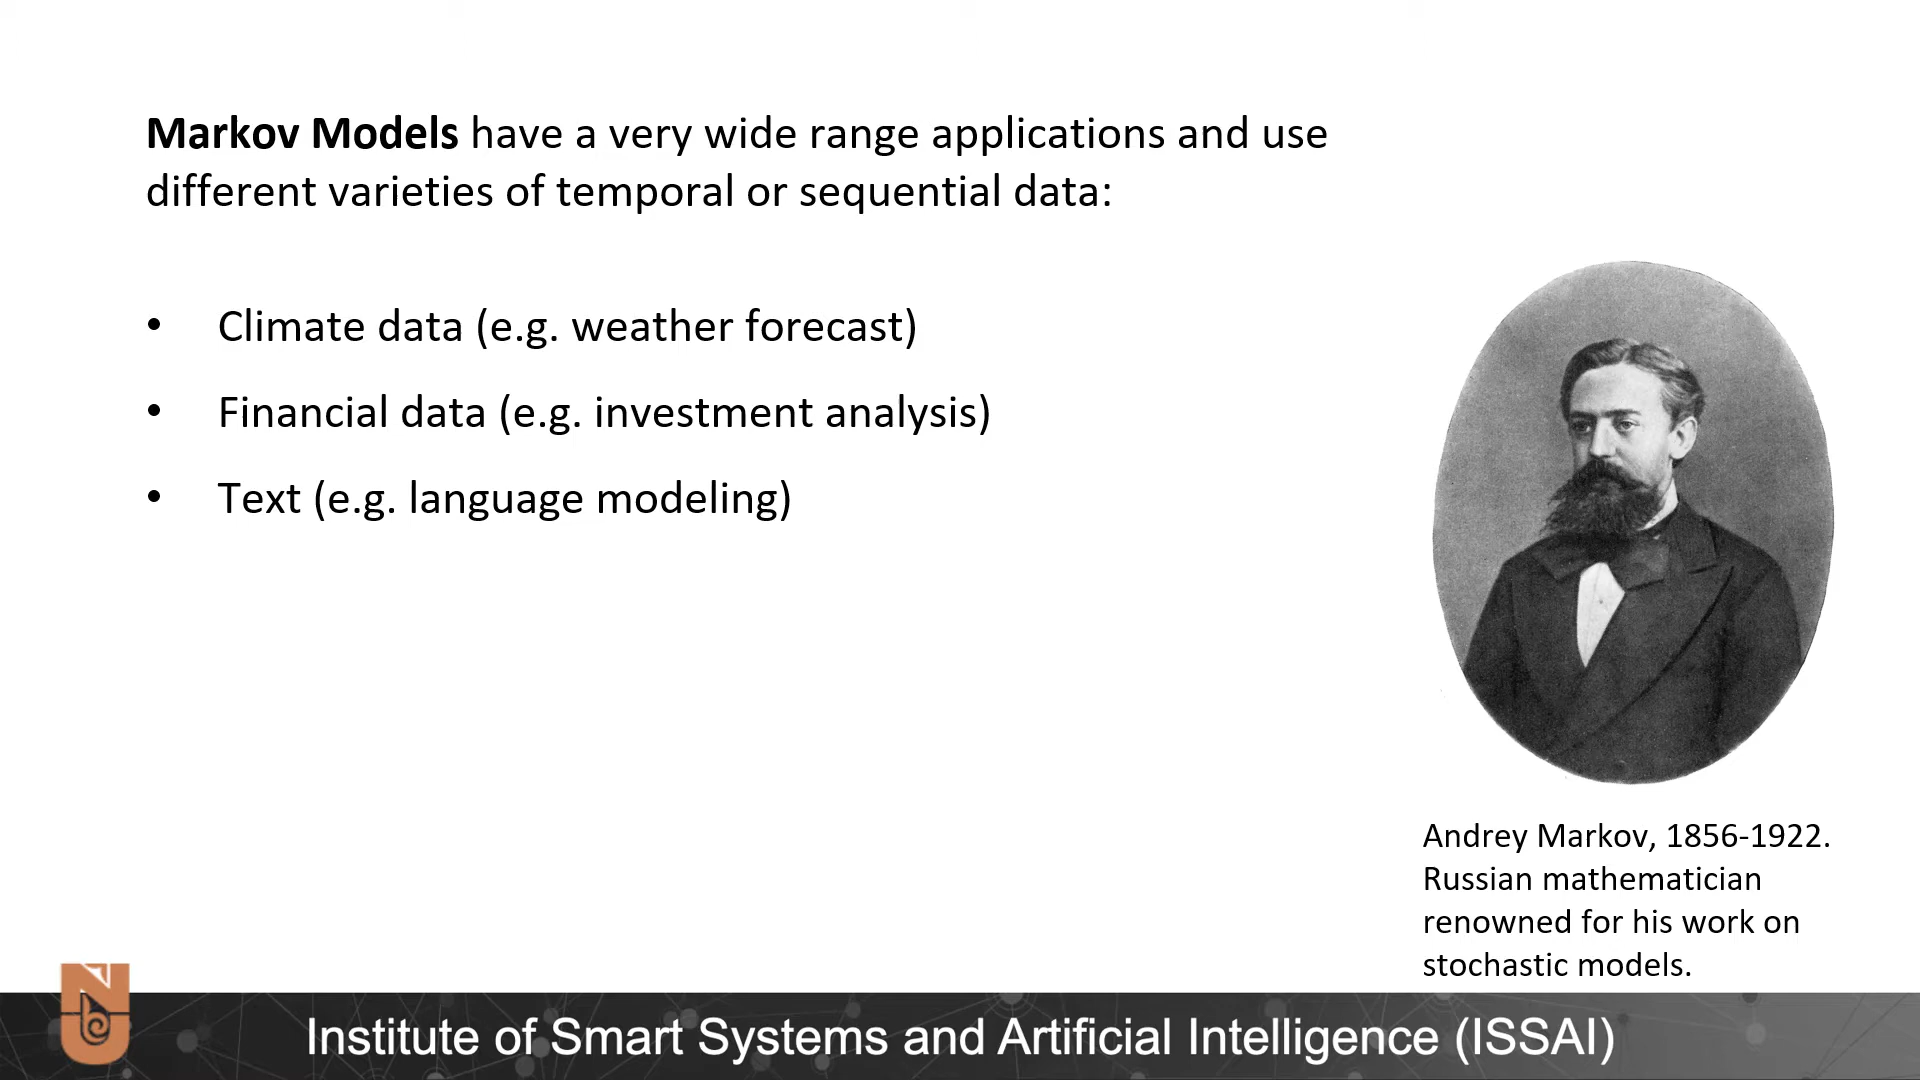 Markov Models have a very wide range applications and use
different varieties of temporal or sequential data:
• Climate data (e.g. weather forecast)
• Financial data (e.g. investment analysis)
• Text (e.g. language modeling)
Andrey Markov, 1856-1922.
Russian mathematician
renowned for his work on
stochastic models.
Institute of Smart Systems and Artificial Intelligence (ISSAI)